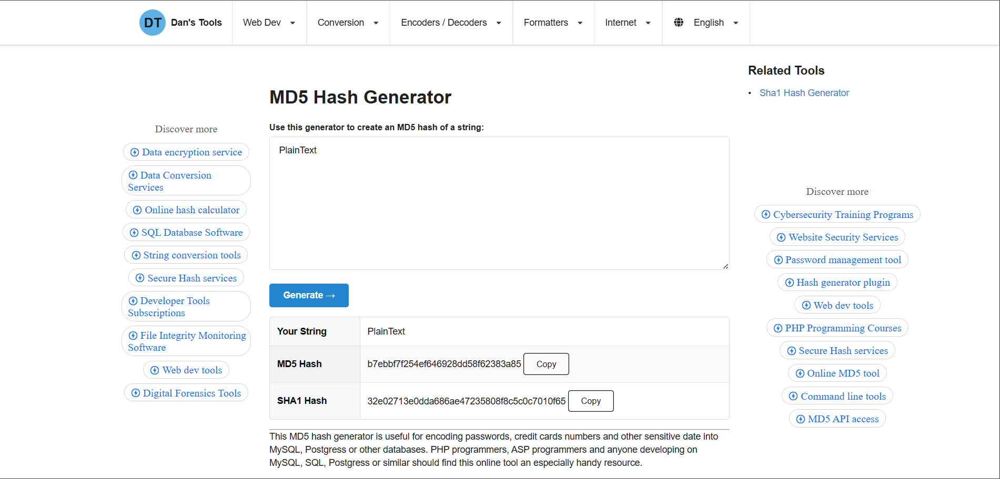 DT Dan's Tools Web Dev Conversion Encoders / Decoders Formatters Internet English
MD5 Hash Generator
Use this generator to create an MD5 hash of a string:
PlainText
Generate →
Your String PlainText
MD5 Hash b7ebbf7f254ef646928dd58f62383a85 Copy
SHA1 Hash 32e02713e0dda686ae47235808f8c5c0c7010f65 Copy
This MD5 hash generator is useful for encoding passwords, credit cards numbers and other sensitive date into
MySQL, Postgress or other databases. PHP programmers, ASP programmers and anyone developing on
MySQL, SQL, Postgress or similar should find this online tool an especially handy resource.
Discover more
Data encryption service
Data Conversion
Services
Online hash calculator
SQL Database Software
String conversion tools
Secure Hash services
Developer Tools
Subscriptions
File Integrity Monitoring
Software
Web dev tools
Digital Forensics Tools
Related Tools
• Sha1 Hash Generator
Discover more
Cybersecurity Training Programs
Website Security Services
Password management tool
Hash generator plugin
Web dev tools
PHP Programming Courses
Secure Hash services
Online MD5 tool
Command line tools
MD5 API access